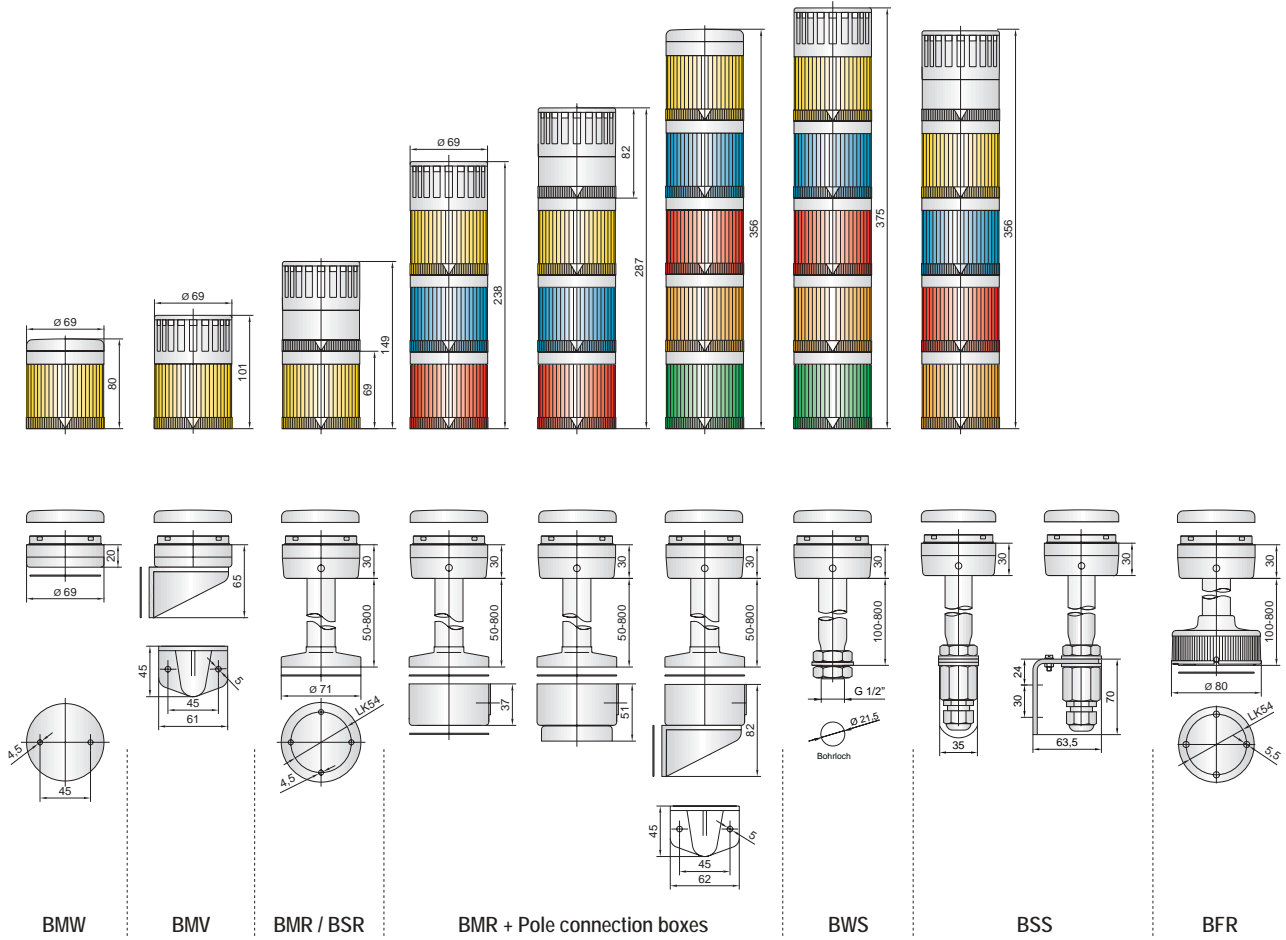 Ø 69
80
Ø 69
101
149
69
Ø 69
238
82
287
356
375
356
20
Ø 69
65
45
5
45
61
4,5
45
30
50-800
Ø 71
LK54
4,5
30
50-800
37
30
50-800
51
30
50-800
82
45
5
45
62
30
100-800
G 1/2”
Ø 21,5
Bohrloch
30
35
30
24
30
70
63,5
30
100-800
Ø 80
LK54
5,5
BMW
BMV
BMR / BSR
BMR + Pole connection boxes
BWS
BSS
BFR